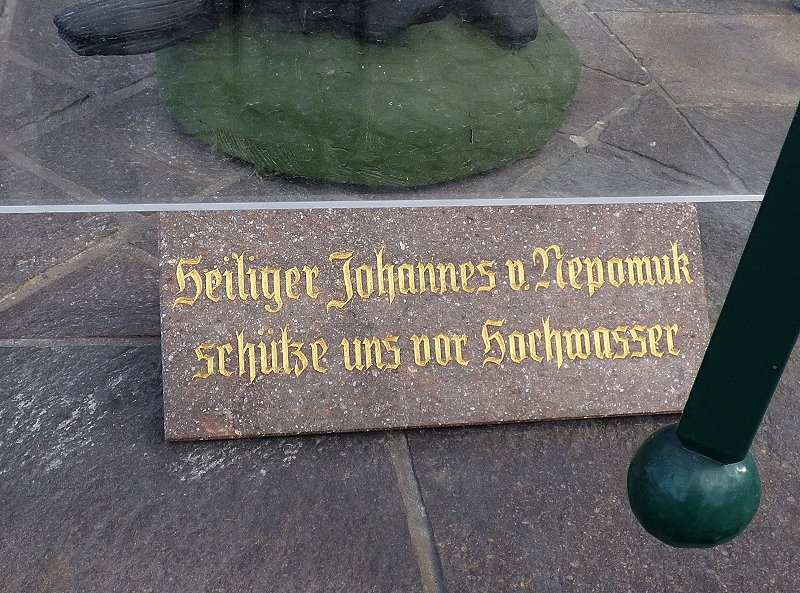 Heiliger Johannes v. Nepomuk
schütze uns vor Hochwasser